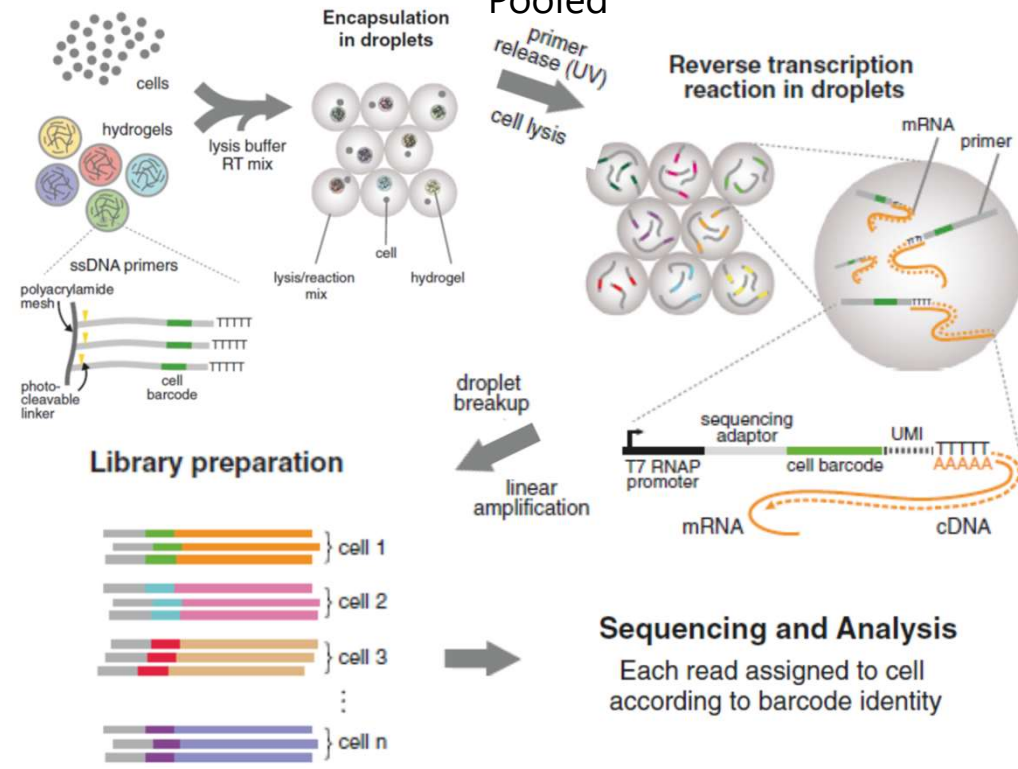 Pooled
Encapsulation
in droplets
cells
hydrogels
lysis buffer
RT mix
primer
release (UV)
cell lysis
Reverse transcription
reaction in droplets
mRNA
primer
TTTT
TTTT
lysis/reaction
mix
cell
hydrogel
ssDNA primers
polyacrylamide
mesh
TTTTT
TTTTT
TTTTT
photo-
cleavable
linker
cell
barcode
droplet
breakup
linear
amplification
sequencing
adaptor
UMI
TTTTT
AAAAA
T7 RNAP
promoter
cell barcode
mRNA
cDNA
Library preparation
cell 1
cell 2
cell 3
cell n
Sequencing and Analysis
Each read assigned to cell
according to barcode identity